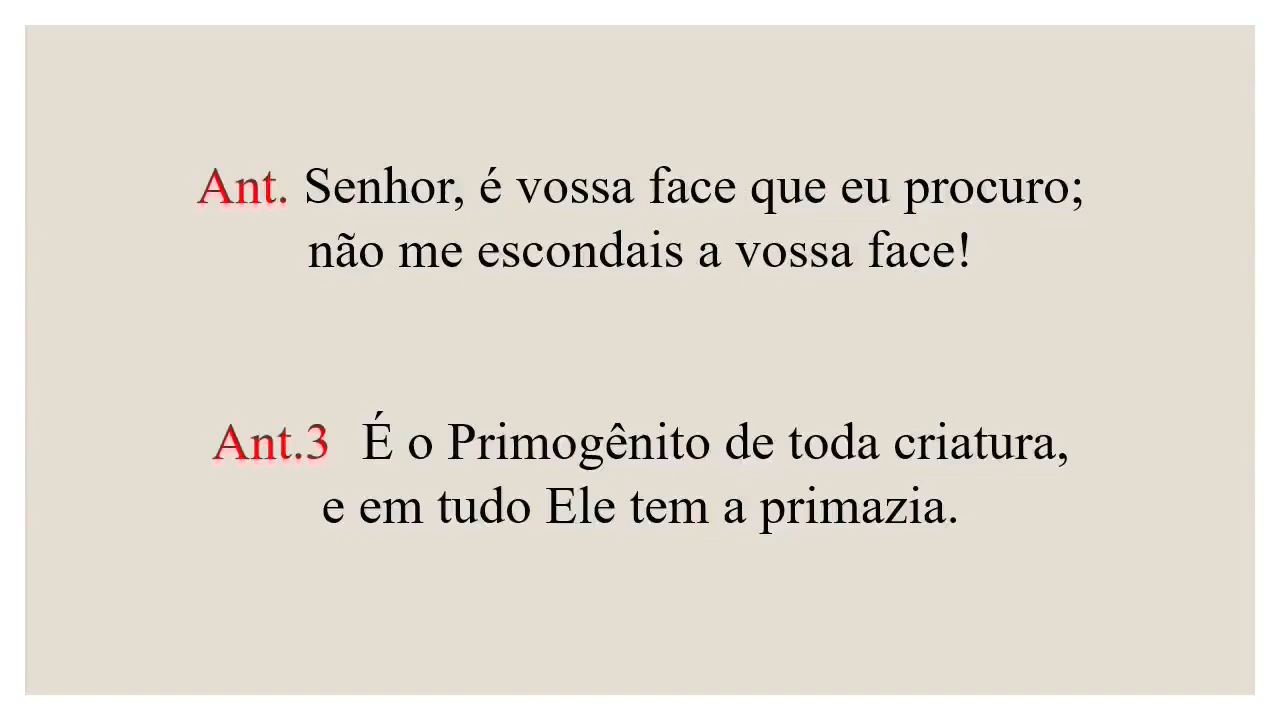 Ant. Senhor, é vossa face que eu procuro;
não me escondais a vossa face!
Ant.3 É o Primogênito de toda criatura,
e em tudo Ele tem a primazia.